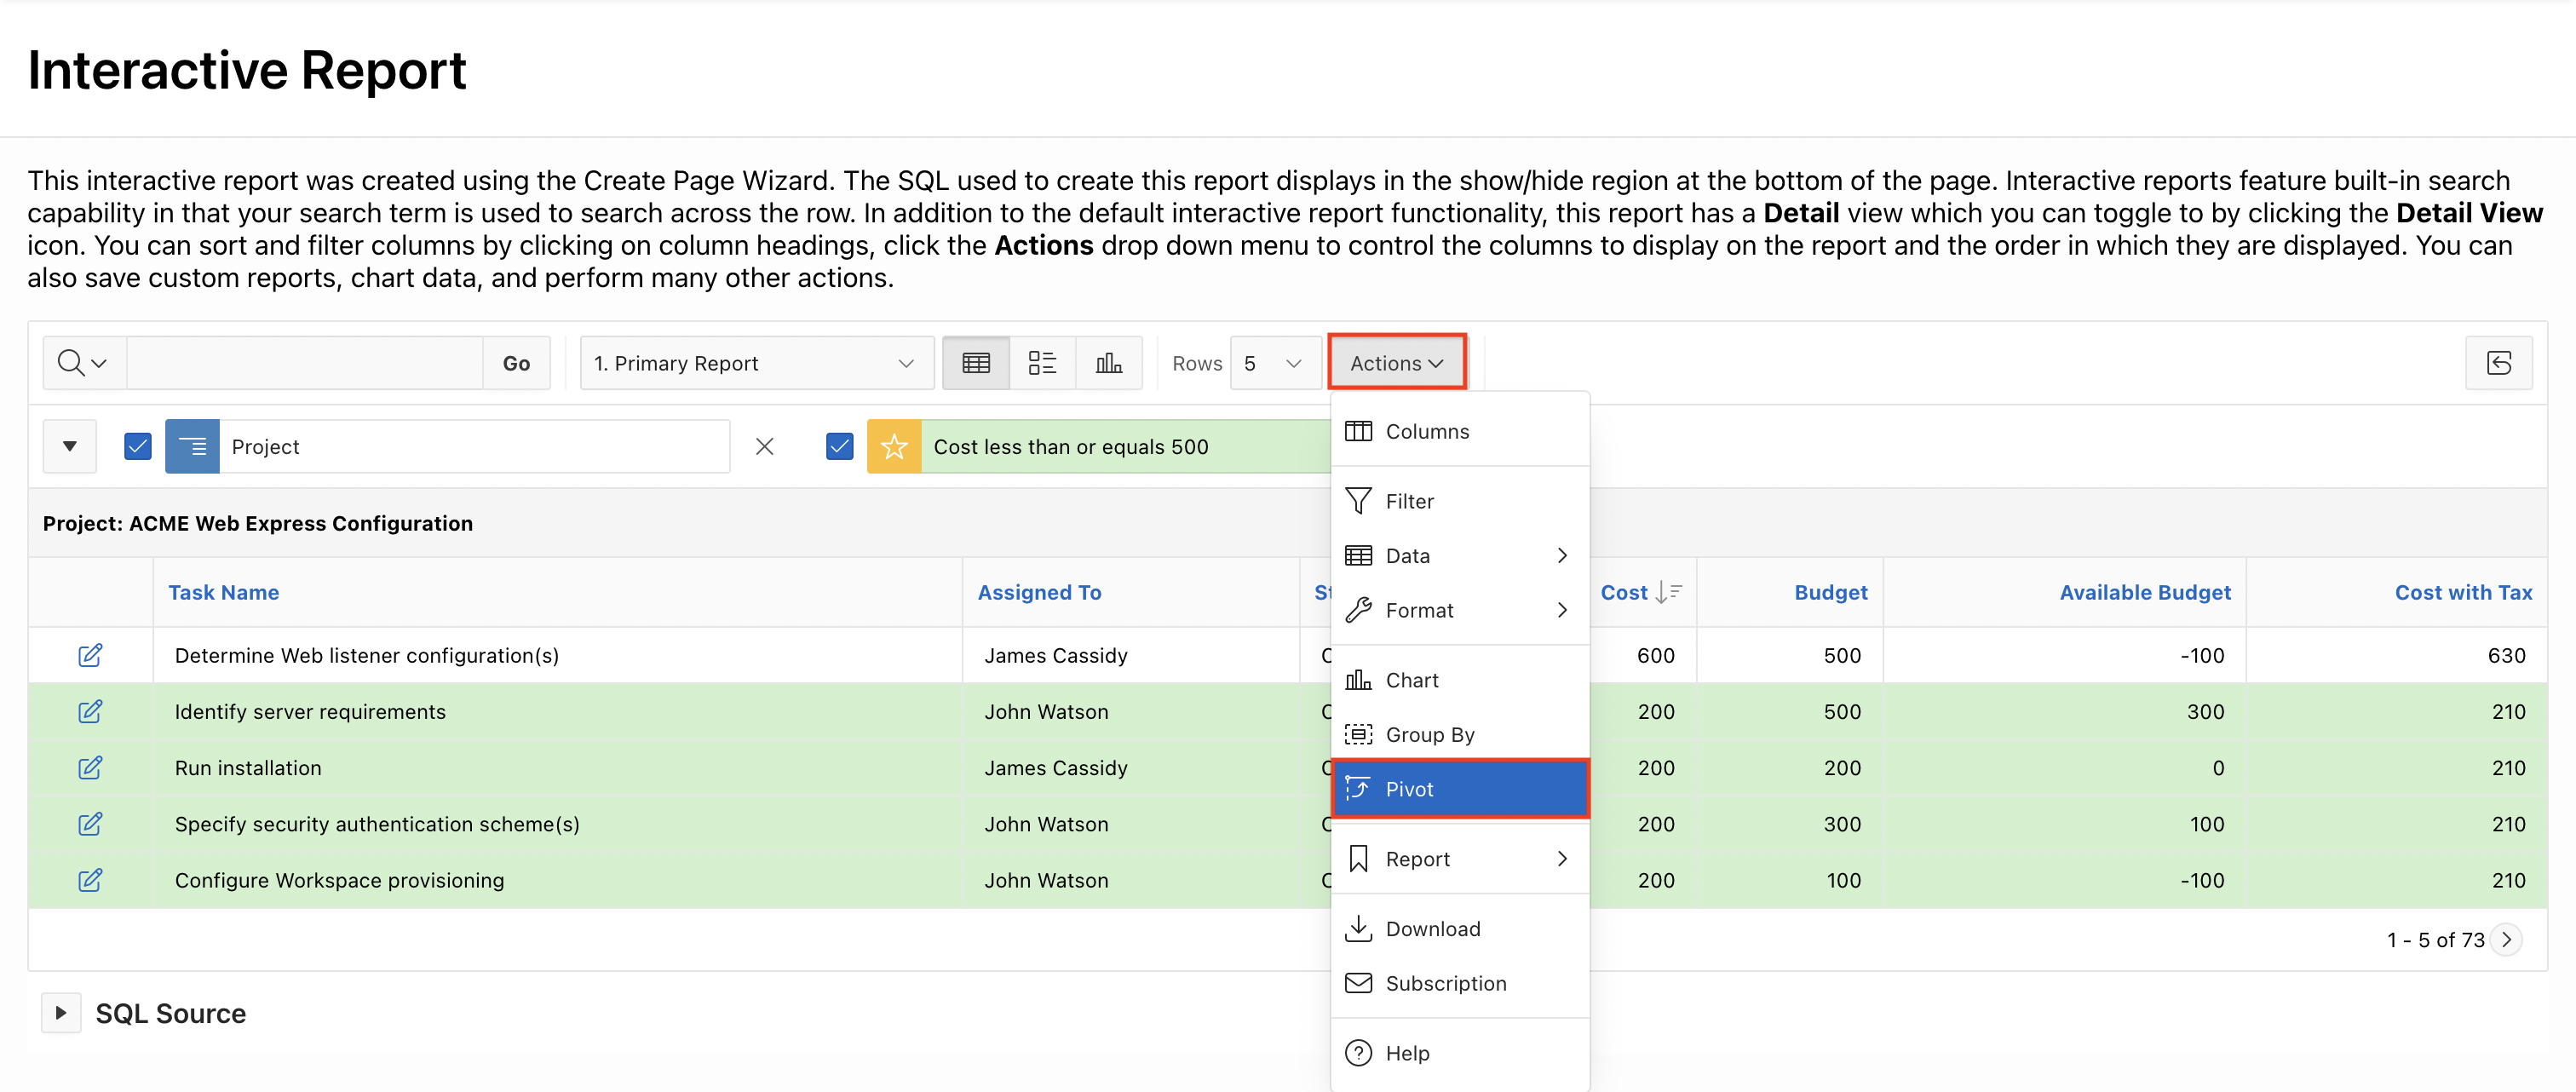 Interactive Report
This interactive report was created using the Create Page Wizard. The SQL used to create this report displays in the show/hide region at the bottom of the page. Interactive reports feature built-in search
capability in that your search term is used to search across the row. In addition to the default interactive report functionality, this report has a Detail view which you can toggle to by clicking the Detail View
icon. You can sort and filter columns by clicking on column headings, click the Actions drop down menu to control the columns to display on the report and the order in which they are displayed. You can
also save custom reports, chart data, and perform many other actions.
Go 1. Primary Report Rows 5 Actions
Project Cost less than or equals 500
Project: ACME Web Express Configuration
Task Name Assigned To Cost Budget Available Budget Cost with Tax
Determine Web listener configuration(s) James Cassidy 600 500 -100 630
Identify server requirements John Watson 200 500 300 210
Run installation James Cassidy 200 200 0 210
Specify security authentication scheme(s) John Watson 200 300 100 210
Configure Workspace provisioning John Watson 200 100 -100 210
1 - 5 of 73
Columns
Filter
Data
Format
Chart
Group By
Pivot
Report
Download
Subscription
Help
SQL Source